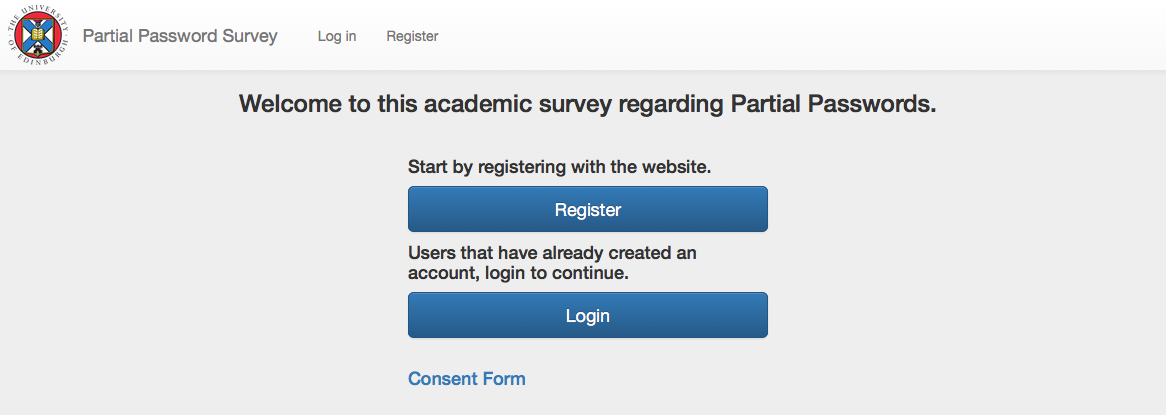 THE UNIVERSITY OF EDINBURGH
Partial Password Survey
Log in
Register
Welcome to this academic survey regarding Partial Passwords.
Start by registering with the website.
Register
Users that have already created an
account, login to continue.
Login
Consent Form